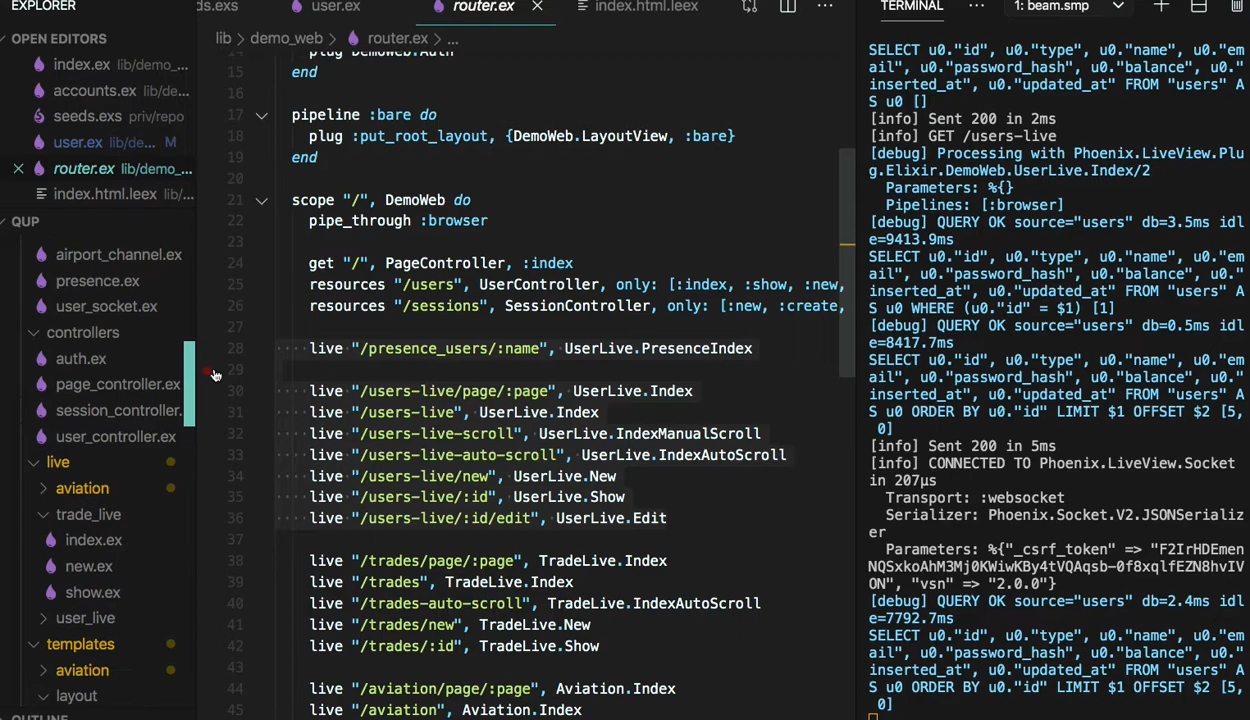 EXPLORER
OPEN EDITORS
index.ex lib/demo_...
accounts.ex lib/de...
seeds.exs priv/repo
user.ex lib/de... M
router.ex lib/demo_...
index.html.leex lib/...
QUP
airport_channel.ex
presence.ex
user_socket.ex
controllers
auth.ex
page_controller.ex
session_controller.
user_controller.ex
live
aviation
trade_live
index.ex
new.ex
show.ex
user_live
templates
aviation
layout
OUTLINE
ds.exs user.ex router.ex index.html.leex
lib > demo_web > router.ex > ...
14 plug DemoWeb.Auth
15 end
16
17 pipeline :bare do
18 plug :put_root_layout, {DemoWeb.LayoutView, :bare}
19 end
20
21 scope "/", DemoWeb do
22 pipe_through :browser
23
24 get "/", PageController, :index
25 resources "/users", UserController, only: [:index, :show, :new,
26 resources "/sessions", SessionController, only: [:new, :create,
27
28 ····live·"/presence_users/:name",·UserLive.PresenceIndex
29
30 ····live·"/users-live/page/:page",·UserLive.Index
31 ····live·"/users-live",·UserLive.Index
32 ····live·"/users-live-scroll",·UserLive.IndexManualScroll
33 ····live·"/users-live-auto-scroll",·UserLive.IndexAutoScroll
34 ····live·"/users-live/new",·UserLive.New
35 ····live·"/users-live/:id",·UserLive.Show
36 ····live·"/users-live/:id/edit",·UserLive.Edit
37
38 live "/trades/page/:page", TradeLive.Index
39 live "/trades", TradeLive.Index
40 live "/trades-auto-scroll", TradeLive.IndexAutoScroll
41 live "/trades/new", TradeLive.New
42 live "/trades/:id", TradeLive.Show
43
44 live "/aviation/page/:page", Aviation.Index
45 live "/aviation", Aviation.Index
TERMINAL ... 1: beam.smp
SELECT u0."id", u0."type", u0."name", u0."em
ail", u0."password_hash", u0."balance", u0."
inserted_at", u0."updated_at" FROM "users" A
S u0 []
[info] Sent 200 in 2ms
[info] GET /users-live
[debug] Processing with Phoenix.LiveView.Plu
g.Elixir.DemoWeb.UserLive.Index/2
Parameters: %{}
Pipelines: [:browser]
[debug] QUERY OK source="users" db=3.5ms idl
e=9413.9ms
SELECT u0."id", u0."type", u0."name", u0."em
ail", u0."password_hash", u0."balance", u0."
inserted_at", u0."updated_at" FROM "users" A
S u0 WHERE (u0."id" = $1) [1]
[debug] QUERY OK source="users" db=0.5ms idl
e=8417.7ms
SELECT u0."id", u0."type", u0."name", u0."em
ail", u0."password_hash", u0."balance", u0."
inserted_at", u0."updated_at" FROM "users" A
S u0 ORDER BY u0."id" LIMIT $1 OFFSET $2 [5,
0]
[info] Sent 200 in 5ms
[info] CONNECTED TO Phoenix.LiveView.Socket
in 207µs
Transport: :websocket
Serializer: Phoenix.Socket.V2.JSONSerializ
er
Parameters: %{"_csrf_token" => "F2IrHDEmen
NQSxkoAhM3Mj0KWiwKBy4tVQAqsb-0f8xqlfEZN8hvIV
ON", "vsn" => "2.0.0"}
[debug] QUERY OK source="users" db=2.4ms idl
e=7792.7ms
SELECT u0."id", u0."type", u0."name", u0."em
ail", u0."password_hash", u0."balance", u0."
inserted_at", u0."updated_at" FROM "users" A
S u0 ORDER BY u0."id" LIMIT $1 OFFSET $2 [5,
0]